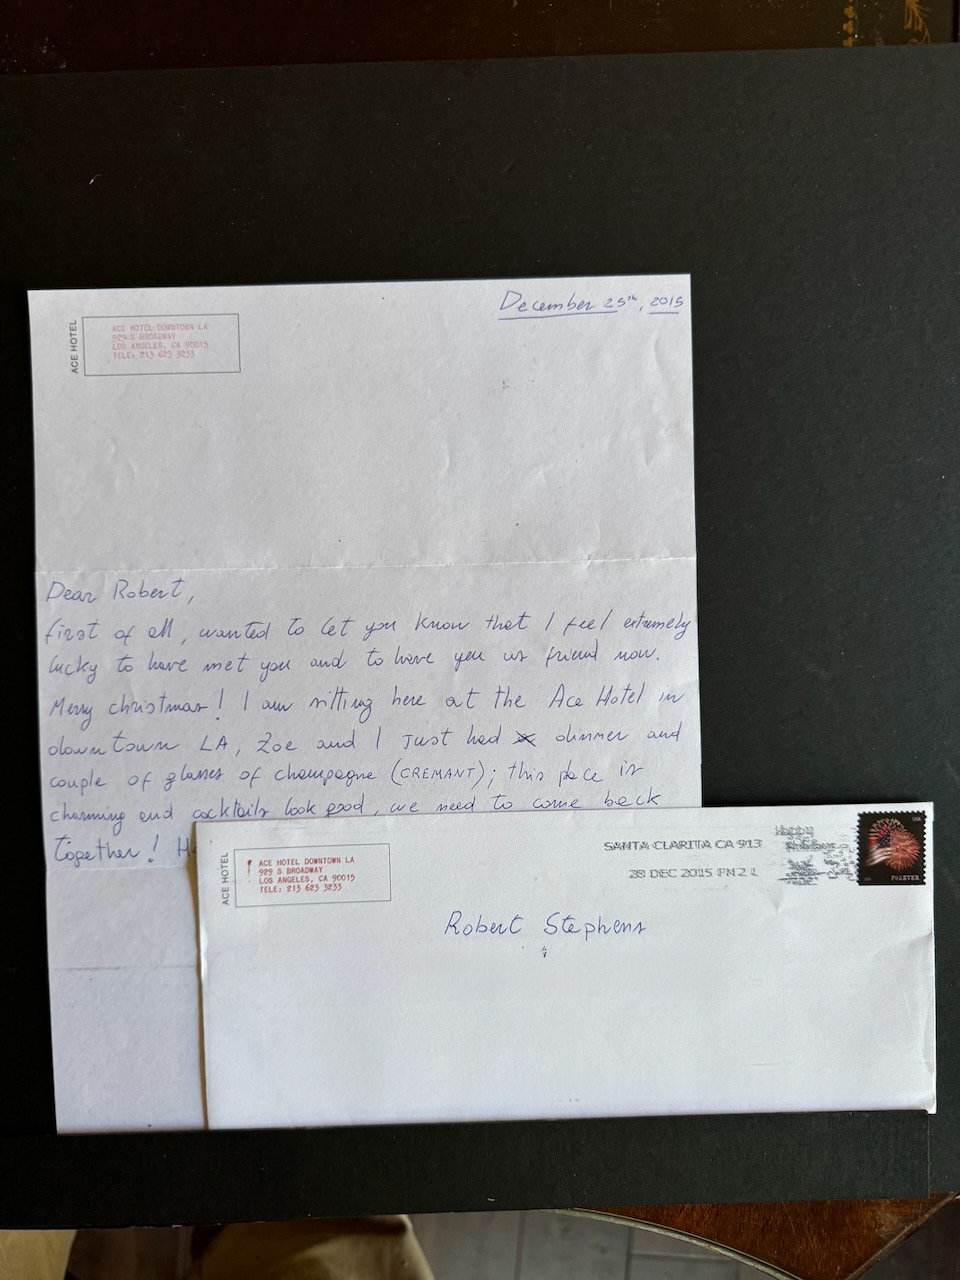 December 25th, 2015
ACE HOTEL
ACE HOTEL DOWNTOWN LA
929 S BROADWAY
LOS ANGELES, CA 90015
TELE: 213 623 3233
Dear Robert,
first of all, wanted to let you know that I feel extremely
lucky to have met you and to have you as friend now.
Merry christmas! I am sitting here at the Ace Hotel in
downtown LA, Zoe and I just had dinner and
couple of glasses of champagne (CREMANT); this place is
charming and cocktails look good, we need to come back
together!
ACE HOTEL
ACE HOTEL DOWNTOWN LA
929 S BROADWAY
LOS ANGELES, CA 90015
TELE: 213 623 3233
SANTA CLARITA CA 913
28 DEC 2015 PM 2 L
USA
FOREVER
Robert Stephens